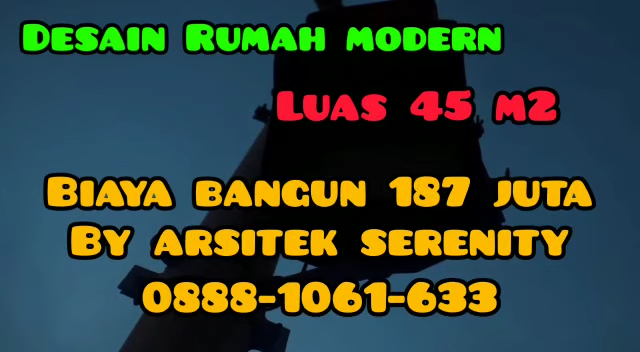 Desain Rumah modern
Luas 45 m2
Biaya bangun 187 juta
By arsitek serenity
0888-1061-633